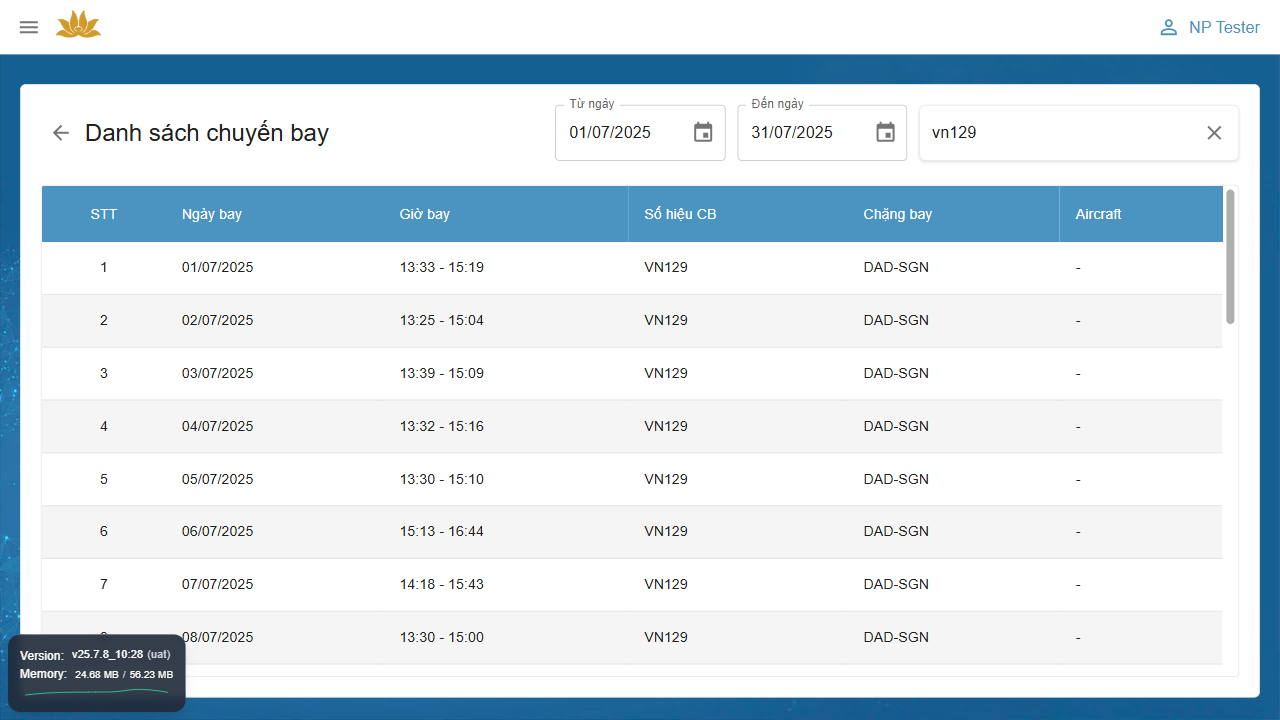 NP Tester
Danh sách chuyến bay
Từ ngày
01/07/2025
Đến ngày
31/07/2025
vn129
STT Ngày bay Giờ bay Số hiệu CB Chặng bay Aircraft
1 01/07/2025 13:33 - 15:19 VN129 DAD-SGN -
2 02/07/2025 13:25 - 15:04 VN129 DAD-SGN -
3 03/07/2025 13:39 - 15:09 VN129 DAD-SGN -
4 04/07/2025 13:32 - 15:16 VN129 DAD-SGN -
5 05/07/2025 13:30 - 15:10 VN129 DAD-SGN -
6 06/07/2025 15:13 - 16:44 VN129 DAD-SGN -
7 07/07/2025 14:18 - 15:43 VN129 DAD-SGN -
08/07/2025 13:30 - 15:00 VN129 DAD-SGN -
Version: v25.7.8_10:28 (uat)
Memory: 24.68 MB / 56.23 MB